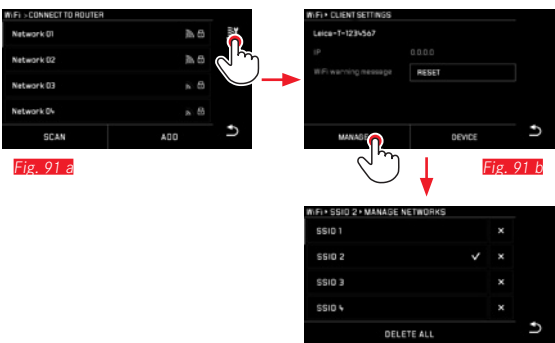 WiFi >CONNECT TO ROUTER
Network 01
Network 02
Network 03
Network 04
SCAN ADD
Fig. 91 a
WiFi▸ CLIENT SETTINGS
Leica-T-1234567
IP 0.0.0.0
WiFi warning message RESET
MANAGE DEVICE
Fig. 91 b
WiFi▸ SSID 2▸ MANAGE NETWORKS
SSID 1
SSID 2
SSID 3
SSID 4
DELETE ALL